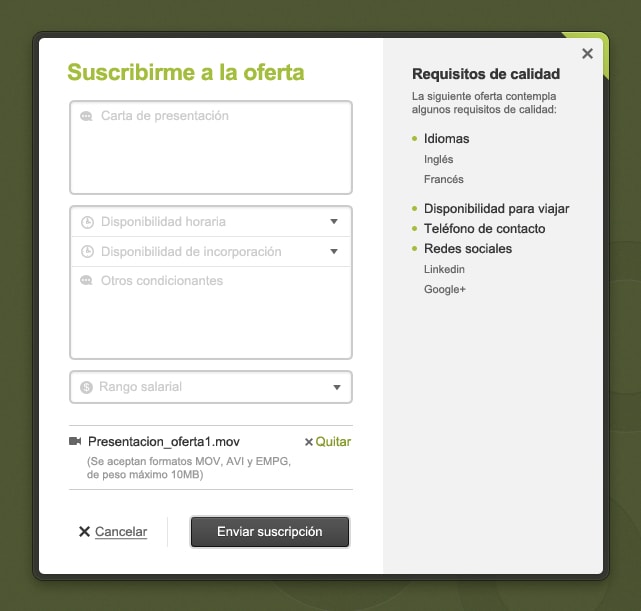 Suscribirme a la oferta
Carta de presentación
Disponibilidad horaria
Disponibilidad de incorporación
Otros condicionantes
Rango salarial
Presentacion_oferta1.mov
Quitar
(Se aceptan formatos MOV, AVI y EMPG,
de peso máximo 10MB)
Cancelar
Enviar suscripción
Requisitos de calidad
La siguiente oferta contempla
algunos requisitos de calidad:
Idiomas
Inglés
Francés
Disponibilidad para viajar
Teléfono de contacto
Redes sociales
Linkedin
Google+